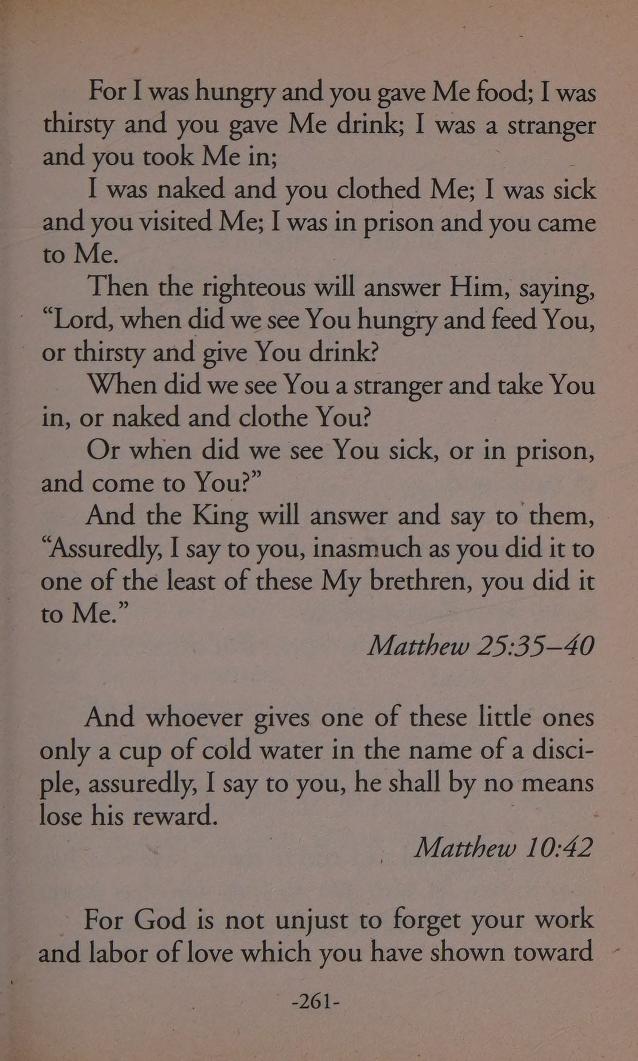 For I was hungry and you gave Me food; I was
thirsty and you gave Me drink; I was a stranger
and you took Me in;
I was naked and you clothed Me; I was sick
and you visited Me; I was in prison and you came
to Me.
Then the righteous will answer Him, saying,
“Lord, when did we see You hungry and feed You,
or thirsty and give You drink?
When did we see You a stranger and take You
in, or naked and clothe You?
Or when did we see You sick, or in prison,
and come to You?”
And the King will answer and say to them,
“Assuredly, I say to you, inasmuch as you did it to
one of the least of these My brethren, you did it
to Me.”
Matthew 25:35–40
And whoever gives one of these little ones
only a cup of cold water in the name of a disci-
ple, assuredly, I say to you, he shall by no means
lose his reward.
Matthew 10:42
For God is not unjust to forget your work
and labor of love which you have shown toward
-261-